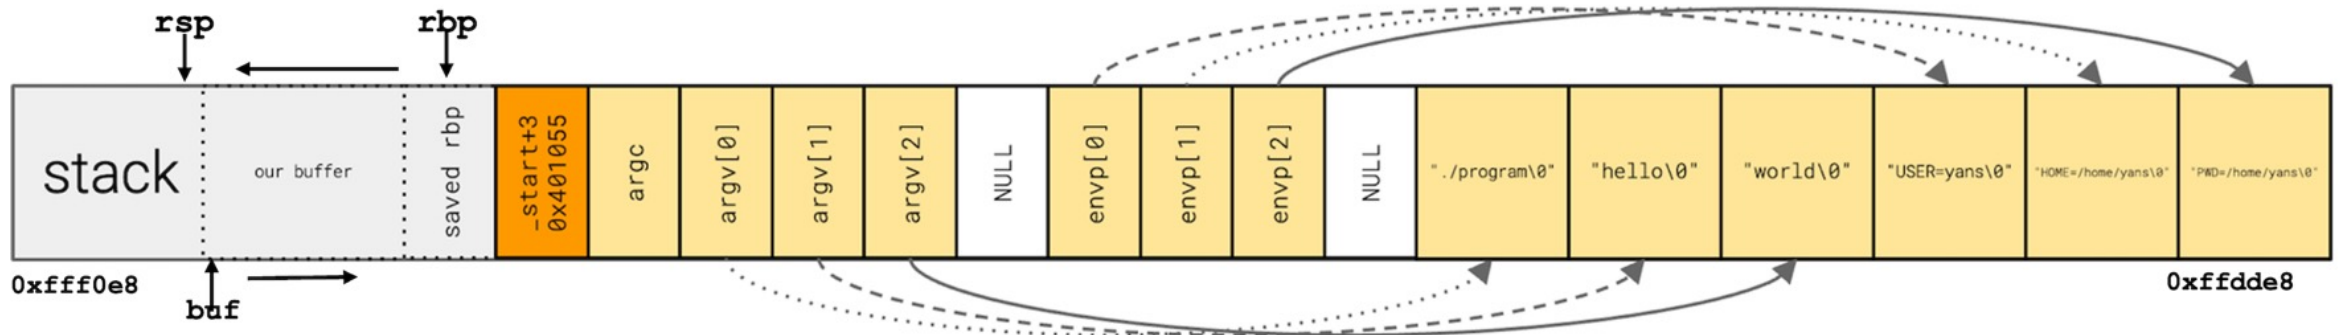 rsp
rbp
stack
our buffer
saved rbp
_start+3
0x401055
argc
argv[0]
argv[1]
argv[2]
NULL
envp[0]
envp[1]
envp[2]
NULL
"./program\0"
"hello\0"
"world\0"
"USER=yans\0"
"HOME=/home/yans\0"
"PWD=/home/yans\0"
0xfff0e8
buf
0xffdde8